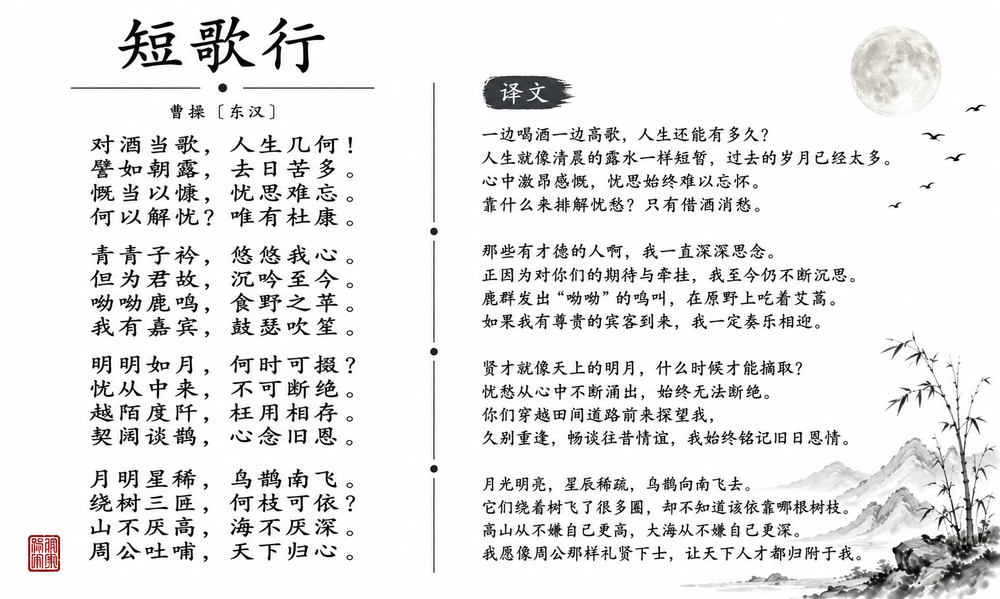 短歌行
曹操〔东汉〕
对酒当歌，人生几何！
譬如朝露，去日苦多。
慨当以慷，忧思难忘。
何以解忧？唯有杜康。
青青子衿，悠悠我心。
但为君故，沉吟至今。
呦呦鹿鸣，食野之苹。
我有嘉宾，鼓瑟吹笙。
明明如月，何时可掇？
忧从中来，不可断绝。
越陌度阡，枉用相存。
契阔谈鹊，心念旧恩。
月明星稀，鸟鹊南飞。
绕树三匝，何枝可依？
山不厌高，海不厌深。
周公吐哺，天下归心。
译文
一边喝酒一边高歌，人生还能有多久？
人生就像清晨的露水一样短暂，过去的岁月已经太多。
心中激昂感慨，忧思始终难以忘怀。
靠什么来排解忧愁？只有借酒消愁。
那些有才德的人啊，我一直深深思念。
正因为对你们的期待与牵挂，我至今仍不断沉思。
鹿群发出“呦呦”的鸣叫，在原野上吃着艾蒿。
如果我有尊贵的宾客到来，我一定奏乐相迎。
贤才就像天上的明月，什么时候才能摘取？
忧愁从心中不断涌出，始终无法断绝。
你们穿越田间道路前来探望我，
久别重逢，畅谈往昔情谊，我始终铭记旧日恩情。
月光明亮，星辰稀疏，鸟鹊向南飞去。
它们绕着树飞了很多圈，却不知道该依靠哪根树枝。
高山从不嫌自己更高，大海从不嫌自己更深。
我愿像周公那样礼贤下士，让天下人才都归附于我。